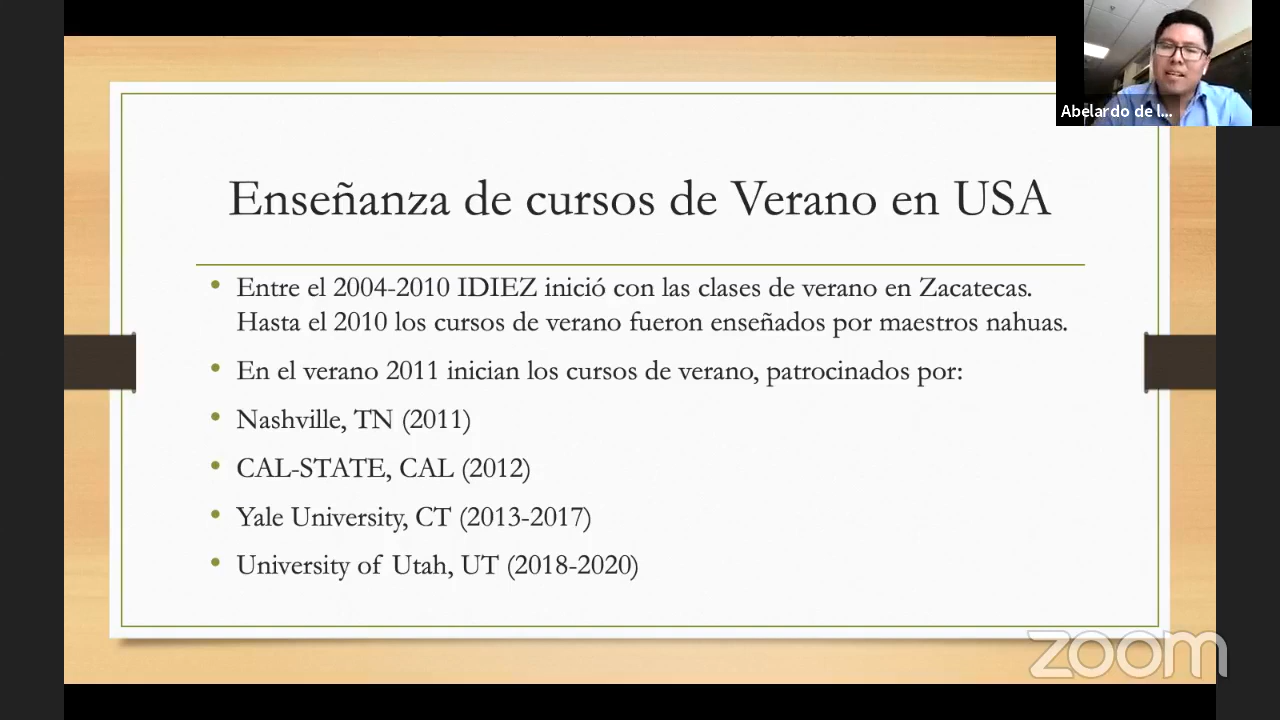 Abelardo de l...
Enseñanza de cursos de Verano en USA
• Entre el 2004-2010 IDIEZ inició con las clases de verano en Zacatecas.
Hasta el 2010 los cursos de verano fueron enseñados por maestros nahuas.
• En el verano 2011 inician los cursos de verano, patrocinados por:
• Nashville, TN (2011)
• CAL-STATE, CAL (2012)
• Yale University, CT (2013-2017)
• University of Utah, UT (2018-2020)
zoom